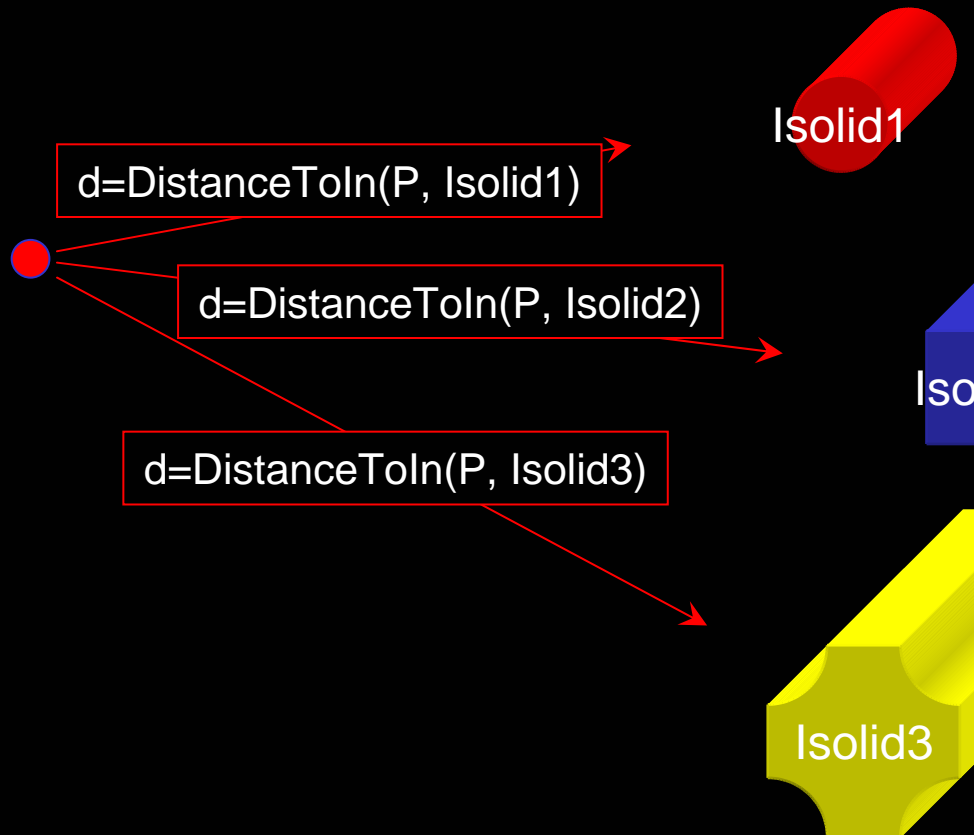 Isolid1
d=DistanceToIn(P, Isolid1)
d=DistanceToIn(P, Isolid2)
d=DistanceToIn(P, Isolid3)
Isolid3